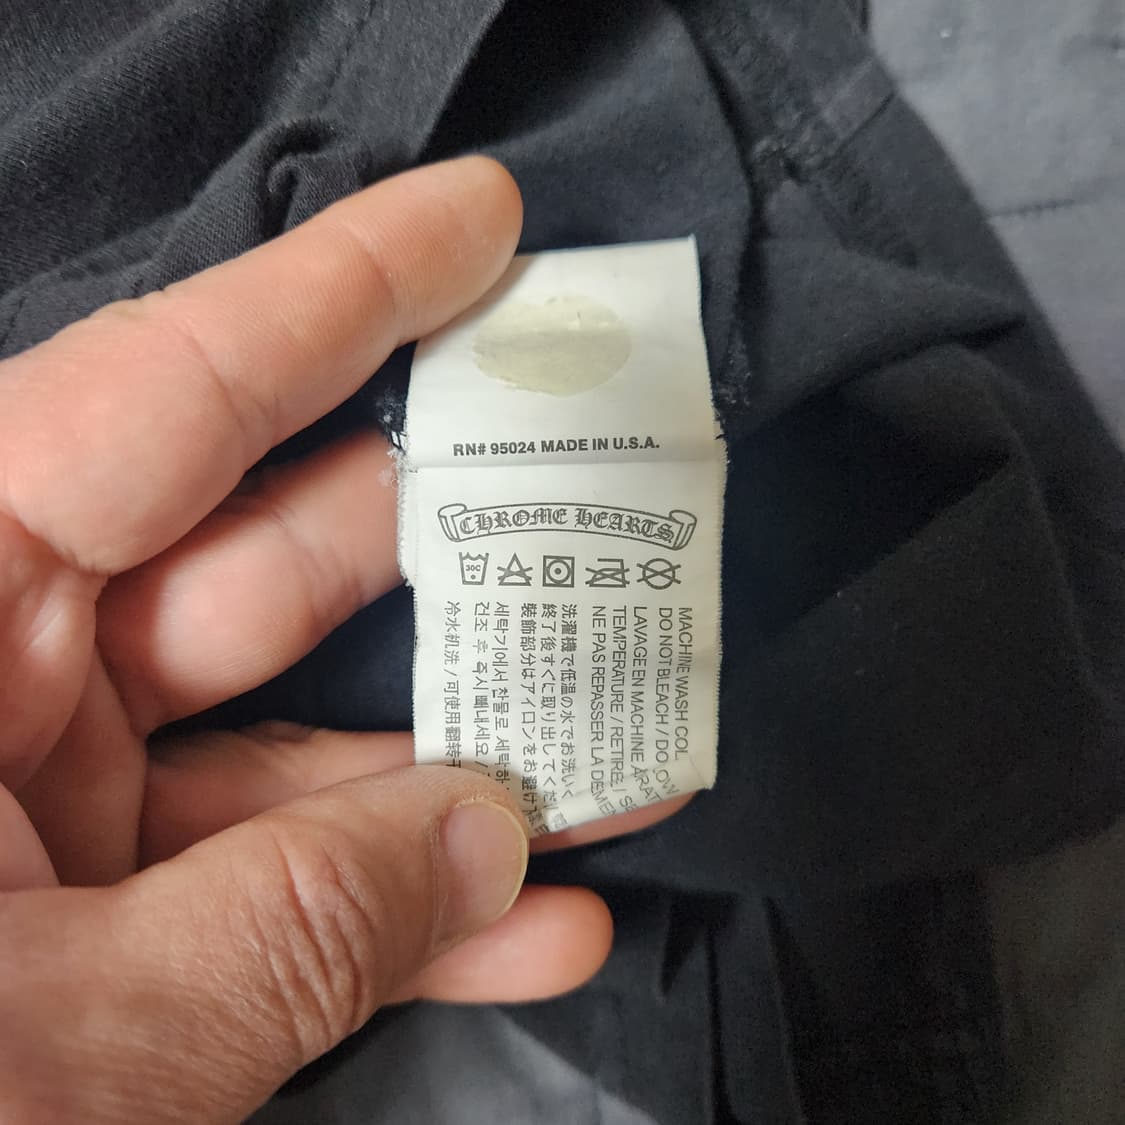 RN# 95024 MADE IN U.S.A.
CHROME HEARTS
30C
MACHINE WASH COL
DO NOT BLEACH / DO
LAVAGE EN MACHINE À
TEMPERATURE / RETIRE
NE PAS REPASSER LA
洗濯機で低温の水でお洗い
終了後すぐに取り出してくだ
装飾部分はアイロンをお避け
세탁기에서 찬물로 세탁하
건조 후 즉시 빼내세요 /
冷水机洗 / 可使用翻转